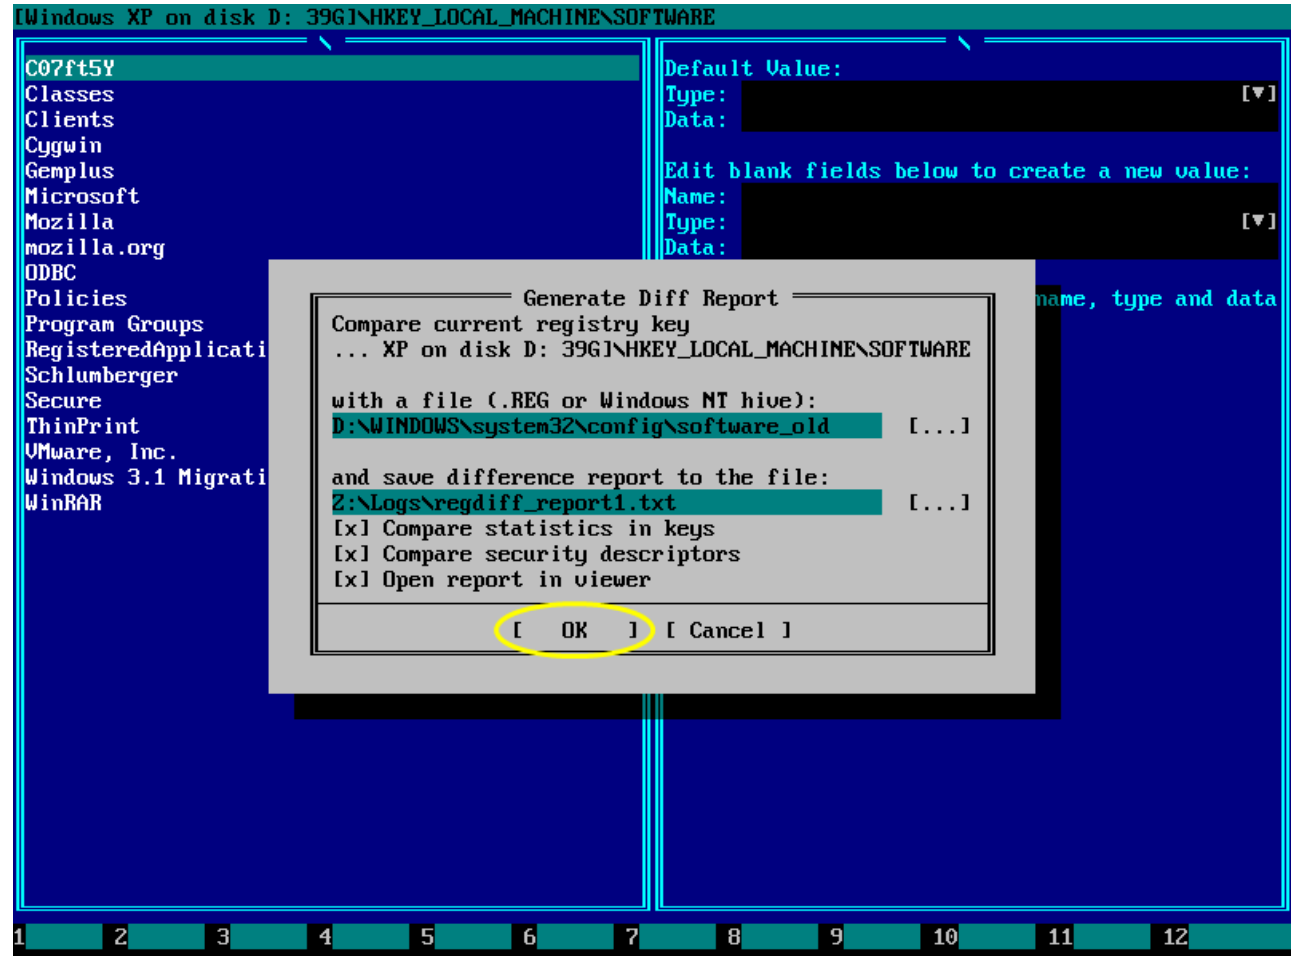 [Windows XP on disk D: 39G]\HKEY_LOCAL_MACHINE\SOFTWARE
\
C07ft5Y
Classes
Clients
Cygwin
Gemplus
Microsoft
Mozilla
mozilla.org
ODBC
Policies
Program Groups
RegisteredApplicati
Schlumberger
Secure
ThinPrint
VMware, Inc.
Windows 3.1 Migrati
WinRAR
\
Default Value:
Type: [▼]
Data:
Edit blank fields below to create a new value:
Name:
Type: [▼]
Data:
name, type and data
Generate Diff Report
Compare current registry key
... XP on disk D: 39G]\HKEY_LOCAL_MACHINE\SOFTWARE
with a file (.REG or Windows NT hive):
D:\WINDOWS\system32\config\software_old [...]
and save difference report to the file:
Z:\Logs\regdiff_report1.txt [...]
[x] Compare statistics in keys
[x] Compare security descriptors
[x] Open report in viewer
[ OK ] [ Cancel ]
1 2 3 4 5 6 7 8 9 10 11 12